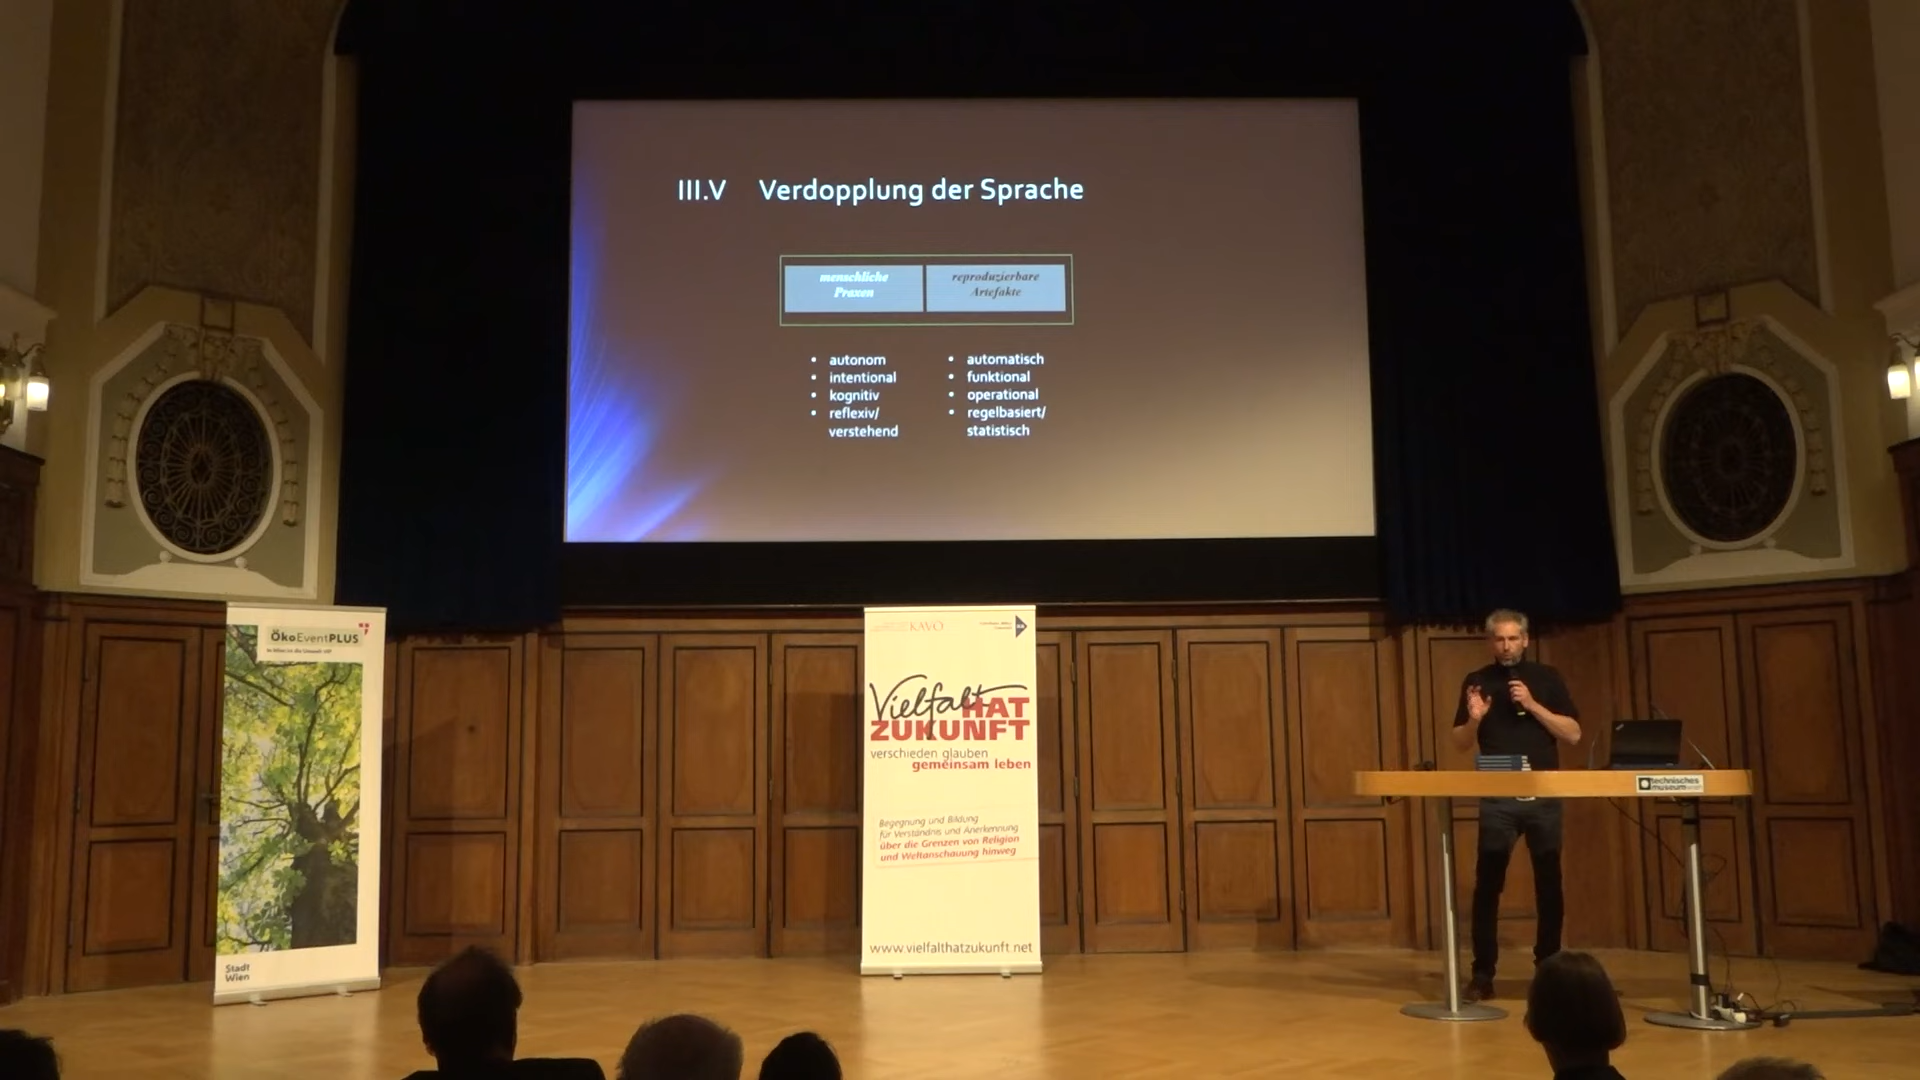 III.V Verdopplung der Sprache
menschliche
Praxen
reproduzierbare
Artefakte
• autonom
• intentional
• kognitiv
• reflexiv/
verstehend
• automatisch
• funktional
• operational
• regelbasiert/
statistisch
ÖkoEventPLUS
Stadt
Wien
KAVÖ
Vielfalt HAT
ZUKUNFT
verschieden glauben
gemeinsam leben
Begegnung und Bildung
für Verständnis und Anerkennung
über die Grenzen von Religion
und Weltanschauung hinweg
www.vielfalthatzukunft.net
technisches
museum